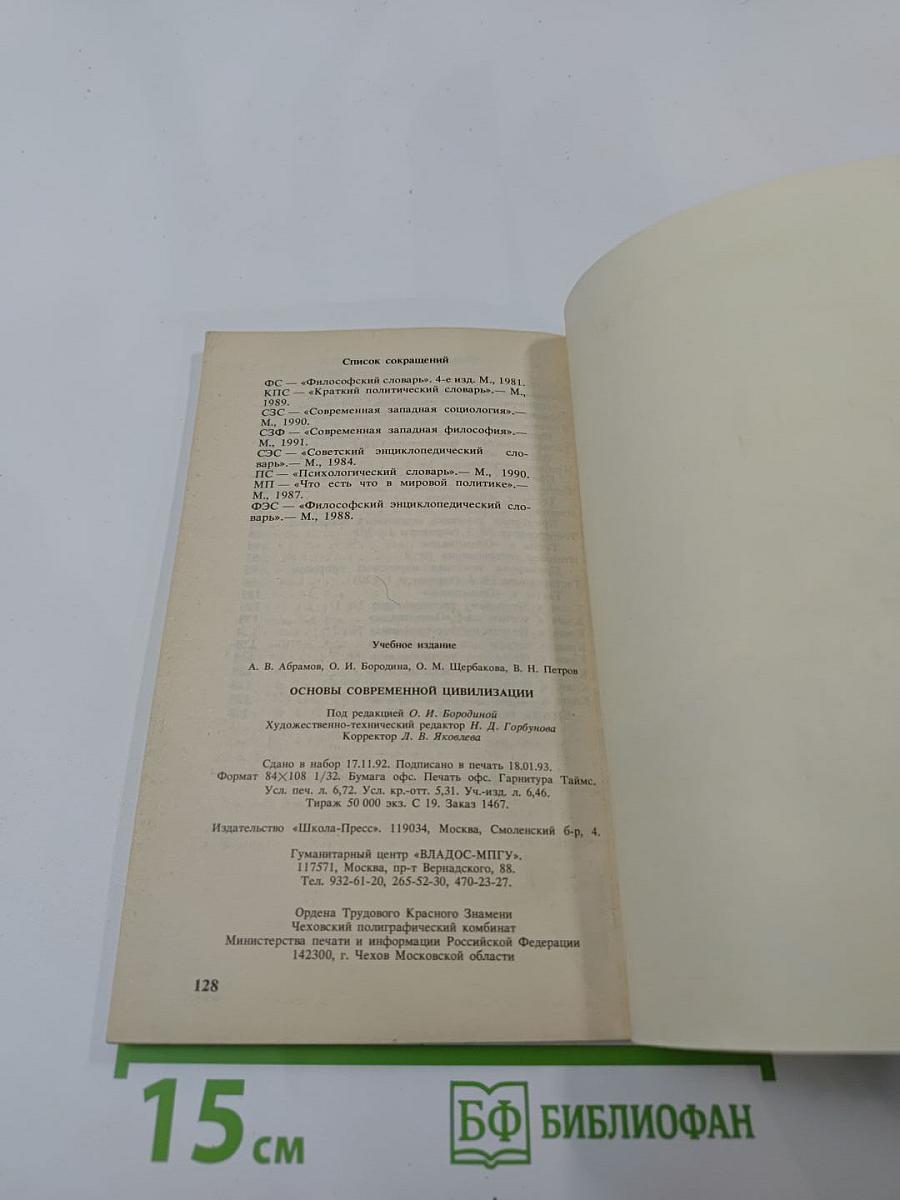 Список сокращений
ФС — «Философский словарь». 4-е изд. М., 1981.
КПС — «Краткий политический словарь».— М.,
1989.
СЗС — «Современная западная социология».—
М., 1990.
СЗФ — «Современная западная философия».—
М., 1991.
СЭС — «Советский энциклопедический сло-
варь».— М., 1984.
ПС — «Психологический словарь».— М., 1990.
МП — «Что есть что в мировой политике».—
М., 1987.
ФЭС — «Философский энциклопедический сло-
варь».— М., 1988.
Учебное издание
А. В. Абрамов, О. И. Бородина, О. М. Щербакова, В. Н. Петров
ОСНОВЫ СОВРЕМЕННОЙ ЦИВИЛИЗАЦИИ
Под редакцией О. И. Бородиной
Художественно-технический редактор Н. Д. Горбунова
Корректор Л. В. Яковлева
Сдано в набор 17.11.92. Подписано в печать 18.01.93.
Формат 84×108 1/32. Бумага офс. Печать офс. Гарнитура Таймс.
Усл. печ. л. 6,72. Усл. кр.-отт. 5,31. Уч.-изд. л. 6,46.
Тираж 50 000 экз. С 19. Заказ 1467.
Издательство «Школа-Пресс». 119034, Москва, Смоленский б-р, 4.
Гуманитарный центр «ВЛАДОС-МПГУ».
117571, Москва, пр-т Вернадского, 88.
Тел. 932-61-20, 265-52-30, 470-23-27.
Ордена Трудового Красного Знамени
Чеховский полиграфический комбинат
Министерства печати и информации Российской Федерации
142300, г. Чехов Московской области
128
15 см
БФ БИБЛИОФАН